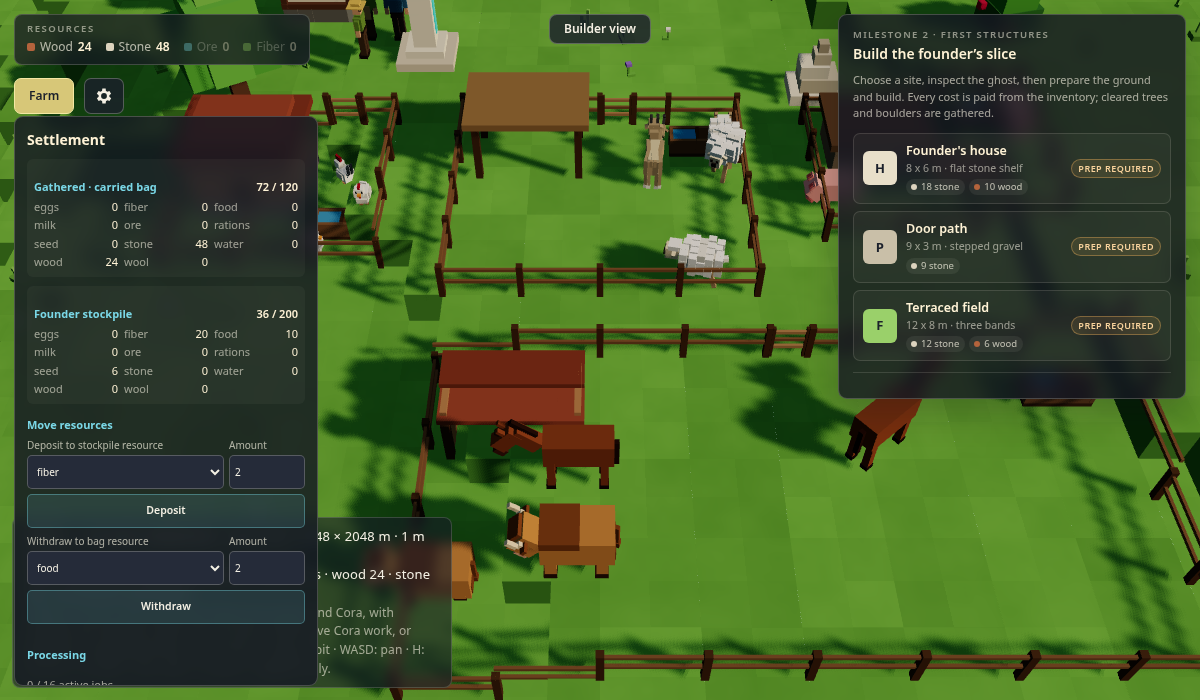 RESOURCES
Wood 24 Stone 48 Ore 0 Fiber 0
Farm
Settlement
Gathered · carried bag 72 / 120
eggs 0 fiber 0 food 0
milk 0 ore 0 rations 0
seed 0 stone 48 water 0
wood 24 wool 0
Founder stockpile 36 / 200
eggs 0 fiber 20 food 10
milk 0 ore 0 rations 0
seed 6 stone 0 water 0
wood 0 wool 0
Move resources
Deposit to stockpile resource Amount
fiber 2
Deposit
Withdraw to bag resource Amount
food 2
Withdraw
Processing
0 / 16 active jobs
48 × 2048 m · 1 m
· wood 24 · stone
nd Cora, with
ve Cora work, or
bit · WASD: pan · H:
ly.
Builder view
MILESTONE 2 · FIRST STRUCTURES
Build the founder's slice
Choose a site, inspect the ghost, then prepare the ground
and build. Every cost is paid from the inventory; cleared trees
and boulders are gathered.
H
Founder's house
8 x 6 m · flat stone shelf
18 stone 10 wood
PREP REQUIRED
P
Door path
9 x 3 m · stepped gravel
9 stone
PREP REQUIRED
F
Terraced field
12 x 8 m · three bands
12 stone 6 wood
PREP REQUIRED